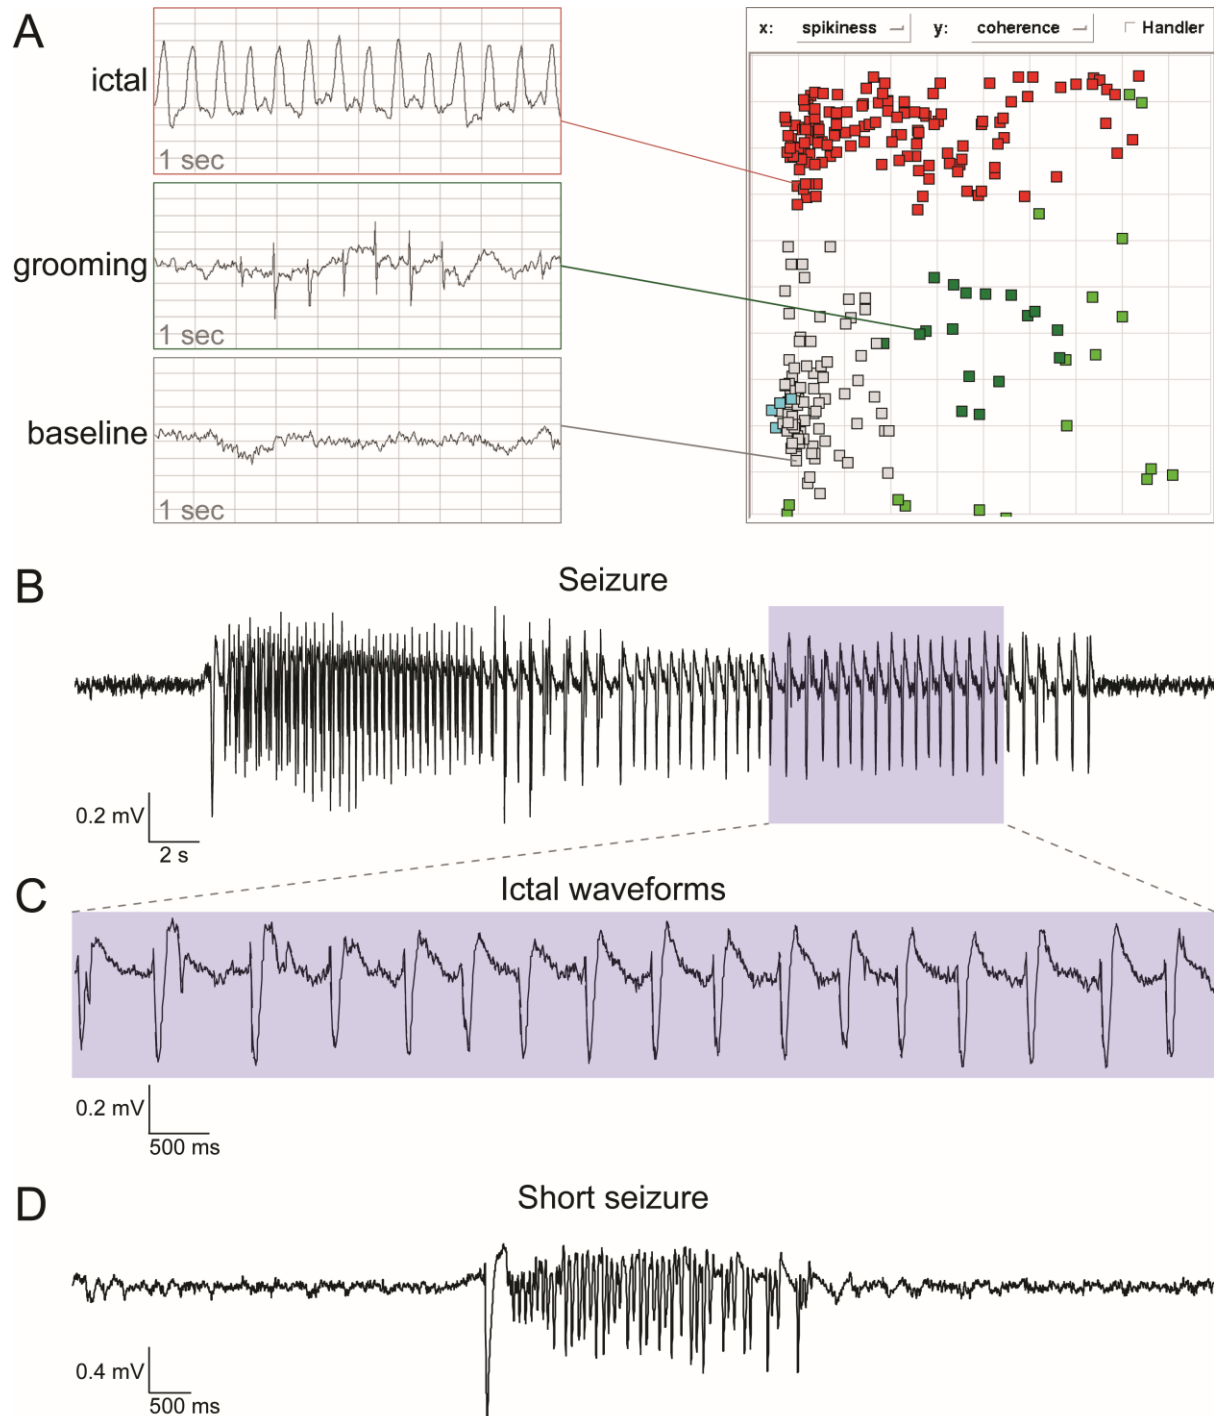 A
ictal
1 sec
grooming
1 sec
baseline
1 sec
x: spikiness y: coherence Handler
B
Seizure
0.2 mV
2 s
C
Ictal waveforms
0.2 mV
500 ms
D
Short seizure
0.4 mV
500 ms